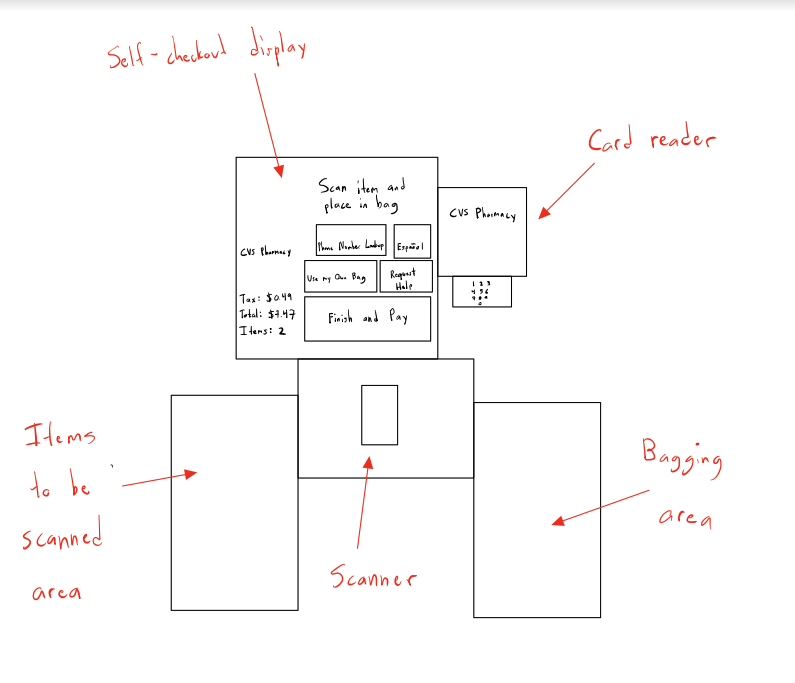 Self-checkout display
Card reader
Scan item and
place in bag
CVS Pharmacy
Phone Number Lookup
Español
CVS Pharmacy
Use my Own Bag
Request
Help
1 2 3
4 5 6
7 8 9
0
Tax: $0.49
Total: $7.47
Items: 2
Finish and Pay
Items
to be
scanned
area
Bagging
area
Scanner